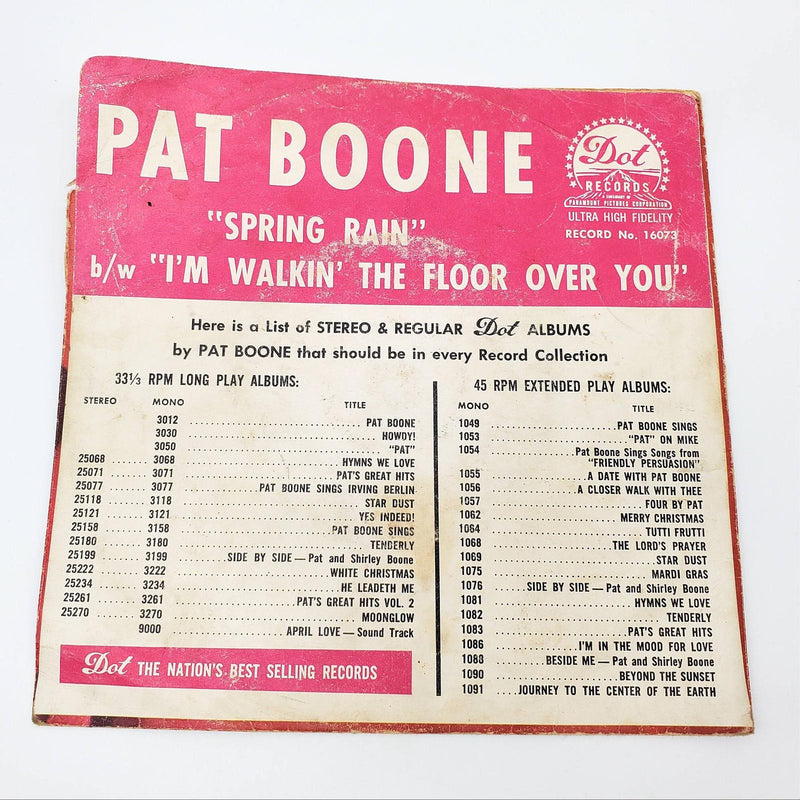 PAT BOONE
"SPRING RAIN"
b/w "I'M WALKIN' THE FLOOR OVER YOU"
Dot
RECORDS
A SUBSIDIARY OF
PARAMOUNT PICTURES CORPORATION
ULTRA HIGH FIDELITY
RECORD No. 16073
Here is a List of STEREO & REGULAR Dot ALBUMS
by PAT BOONE that should be in every Record Collection
33⅓ RPM LONG PLAY ALBUMS:
STEREO MONO TITLE
3012 PAT BOONE
3030 HOWDY!
3050 "PAT"
25068 3068 HYMNS WE LOVE
25071 3071 PAT'S GREAT HITS
25077 3077 PAT BOONE SINGS IRVING BERLIN
25118 3118 STAR DUST
25121 3121 YES INDEED!
25158 3158 PAT BOONE SINGS
25180 3180 TENDERLY
25199 3199 SIDE BY SIDE — Pat and Shirley Boone
25222 3222 WHITE CHRISTMAS
25234 3234 HE LEADETH ME
25261 3261 PAT'S GREAT HITS VOL. 2
25270 3270 MOONGLOW
9000 APRIL LOVE — Sound Track
Dot THE NATION'S BEST SELLING RECORDS
45 RPM EXTENDED PLAY ALBUMS:
MONO TITLE
1049 PAT BOONE SINGS
1053 "PAT" ON MIKE
1054 Pat Boone Sings Songs from
"FRIENDLY PERSUASION"
1055 A DATE WITH PAT BOONE
1056 A CLOSER WALK WITH THEE
1057 FOUR BY PAT
1062 MERRY CHRISTMAS
1064 TUTTI FRUTTI
1068 THE LORD'S PRAYER
1069 STAR DUST
1075 MARDI GRAS
1076 SIDE BY SIDE — Pat and Shirley Boone
1081 HYMNS WE LOVE
1082 TENDERLY
1083 PAT'S GREAT HITS
1086 I'M IN THE MOOD FOR LOVE
1088 BESIDE ME — Pat and Shirley Boone
1090 BEYOND THE SUNSET
1091 JOURNEY TO THE CENTER OF THE EARTH